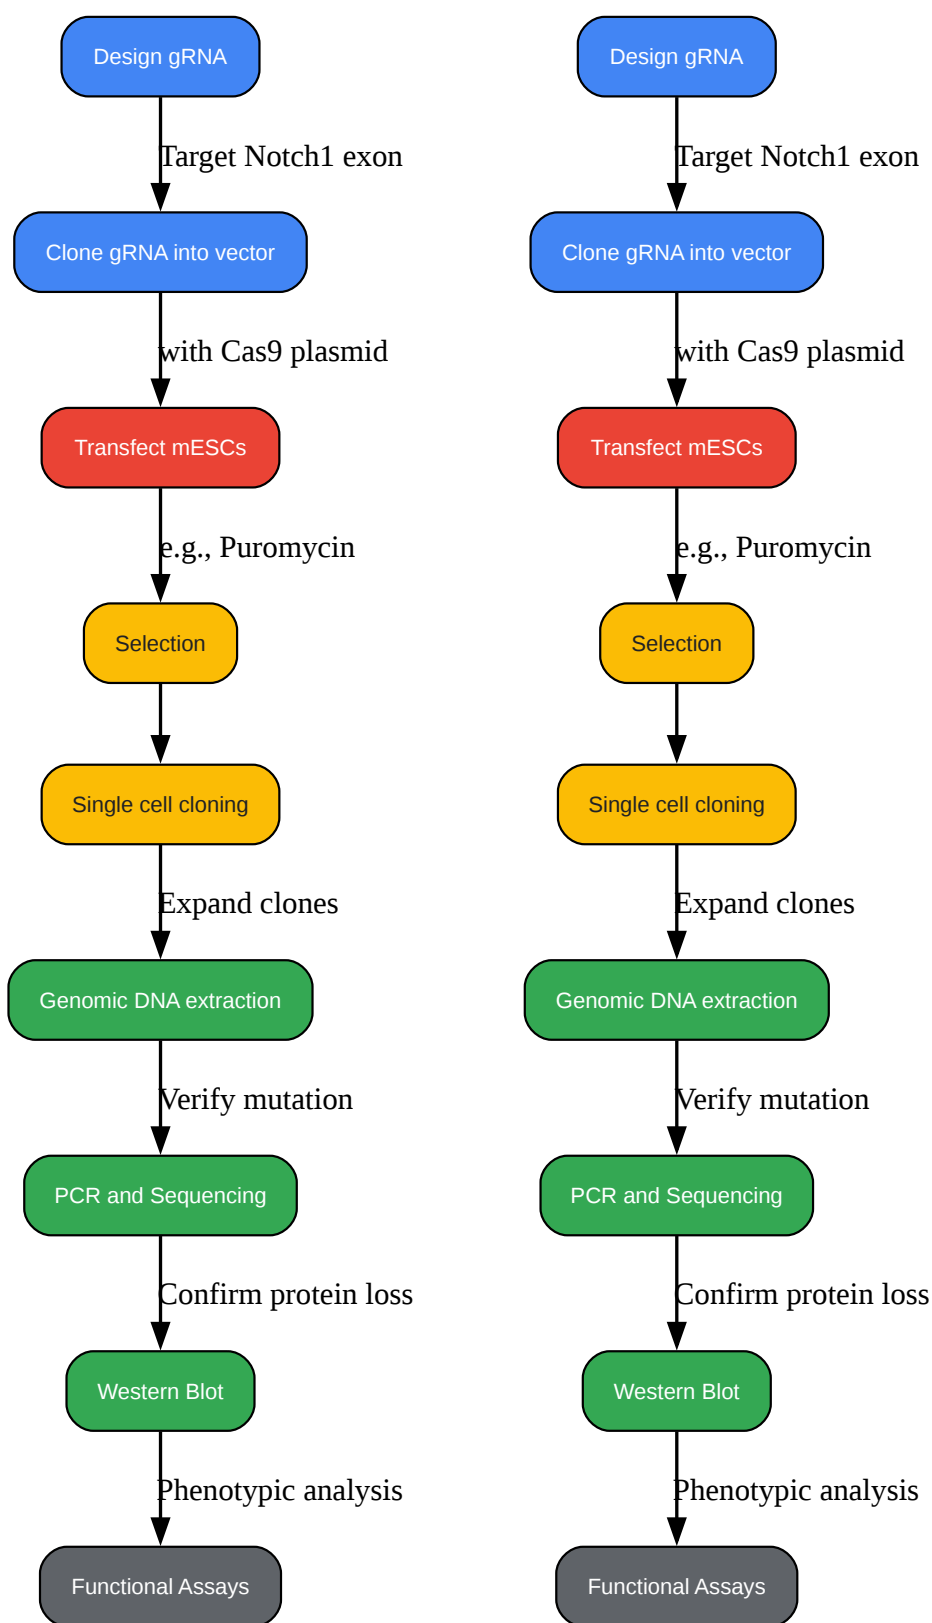 Design gRNA
Target Notch1 exon
Clone gRNA into vector
with Cas9 plasmid
Transfect mESCs
e.g., Puromycin
Selection
Single cell cloning
Expand clones
Genomic DNA extraction
Verify mutation
PCR and Sequencing
Confirm protein loss
Western Blot
Phenotypic analysis
Functional Assays
Design gRNA
Target Notch1 exon
Clone gRNA into vector
with Cas9 plasmid
Transfect mESCs
e.g., Puromycin
Selection
Single cell cloning
Expand clones
Genomic DNA extraction
Verify mutation
PCR and Sequencing
Confirm protein loss
Western Blot
Phenotypic analysis
Functional Assays